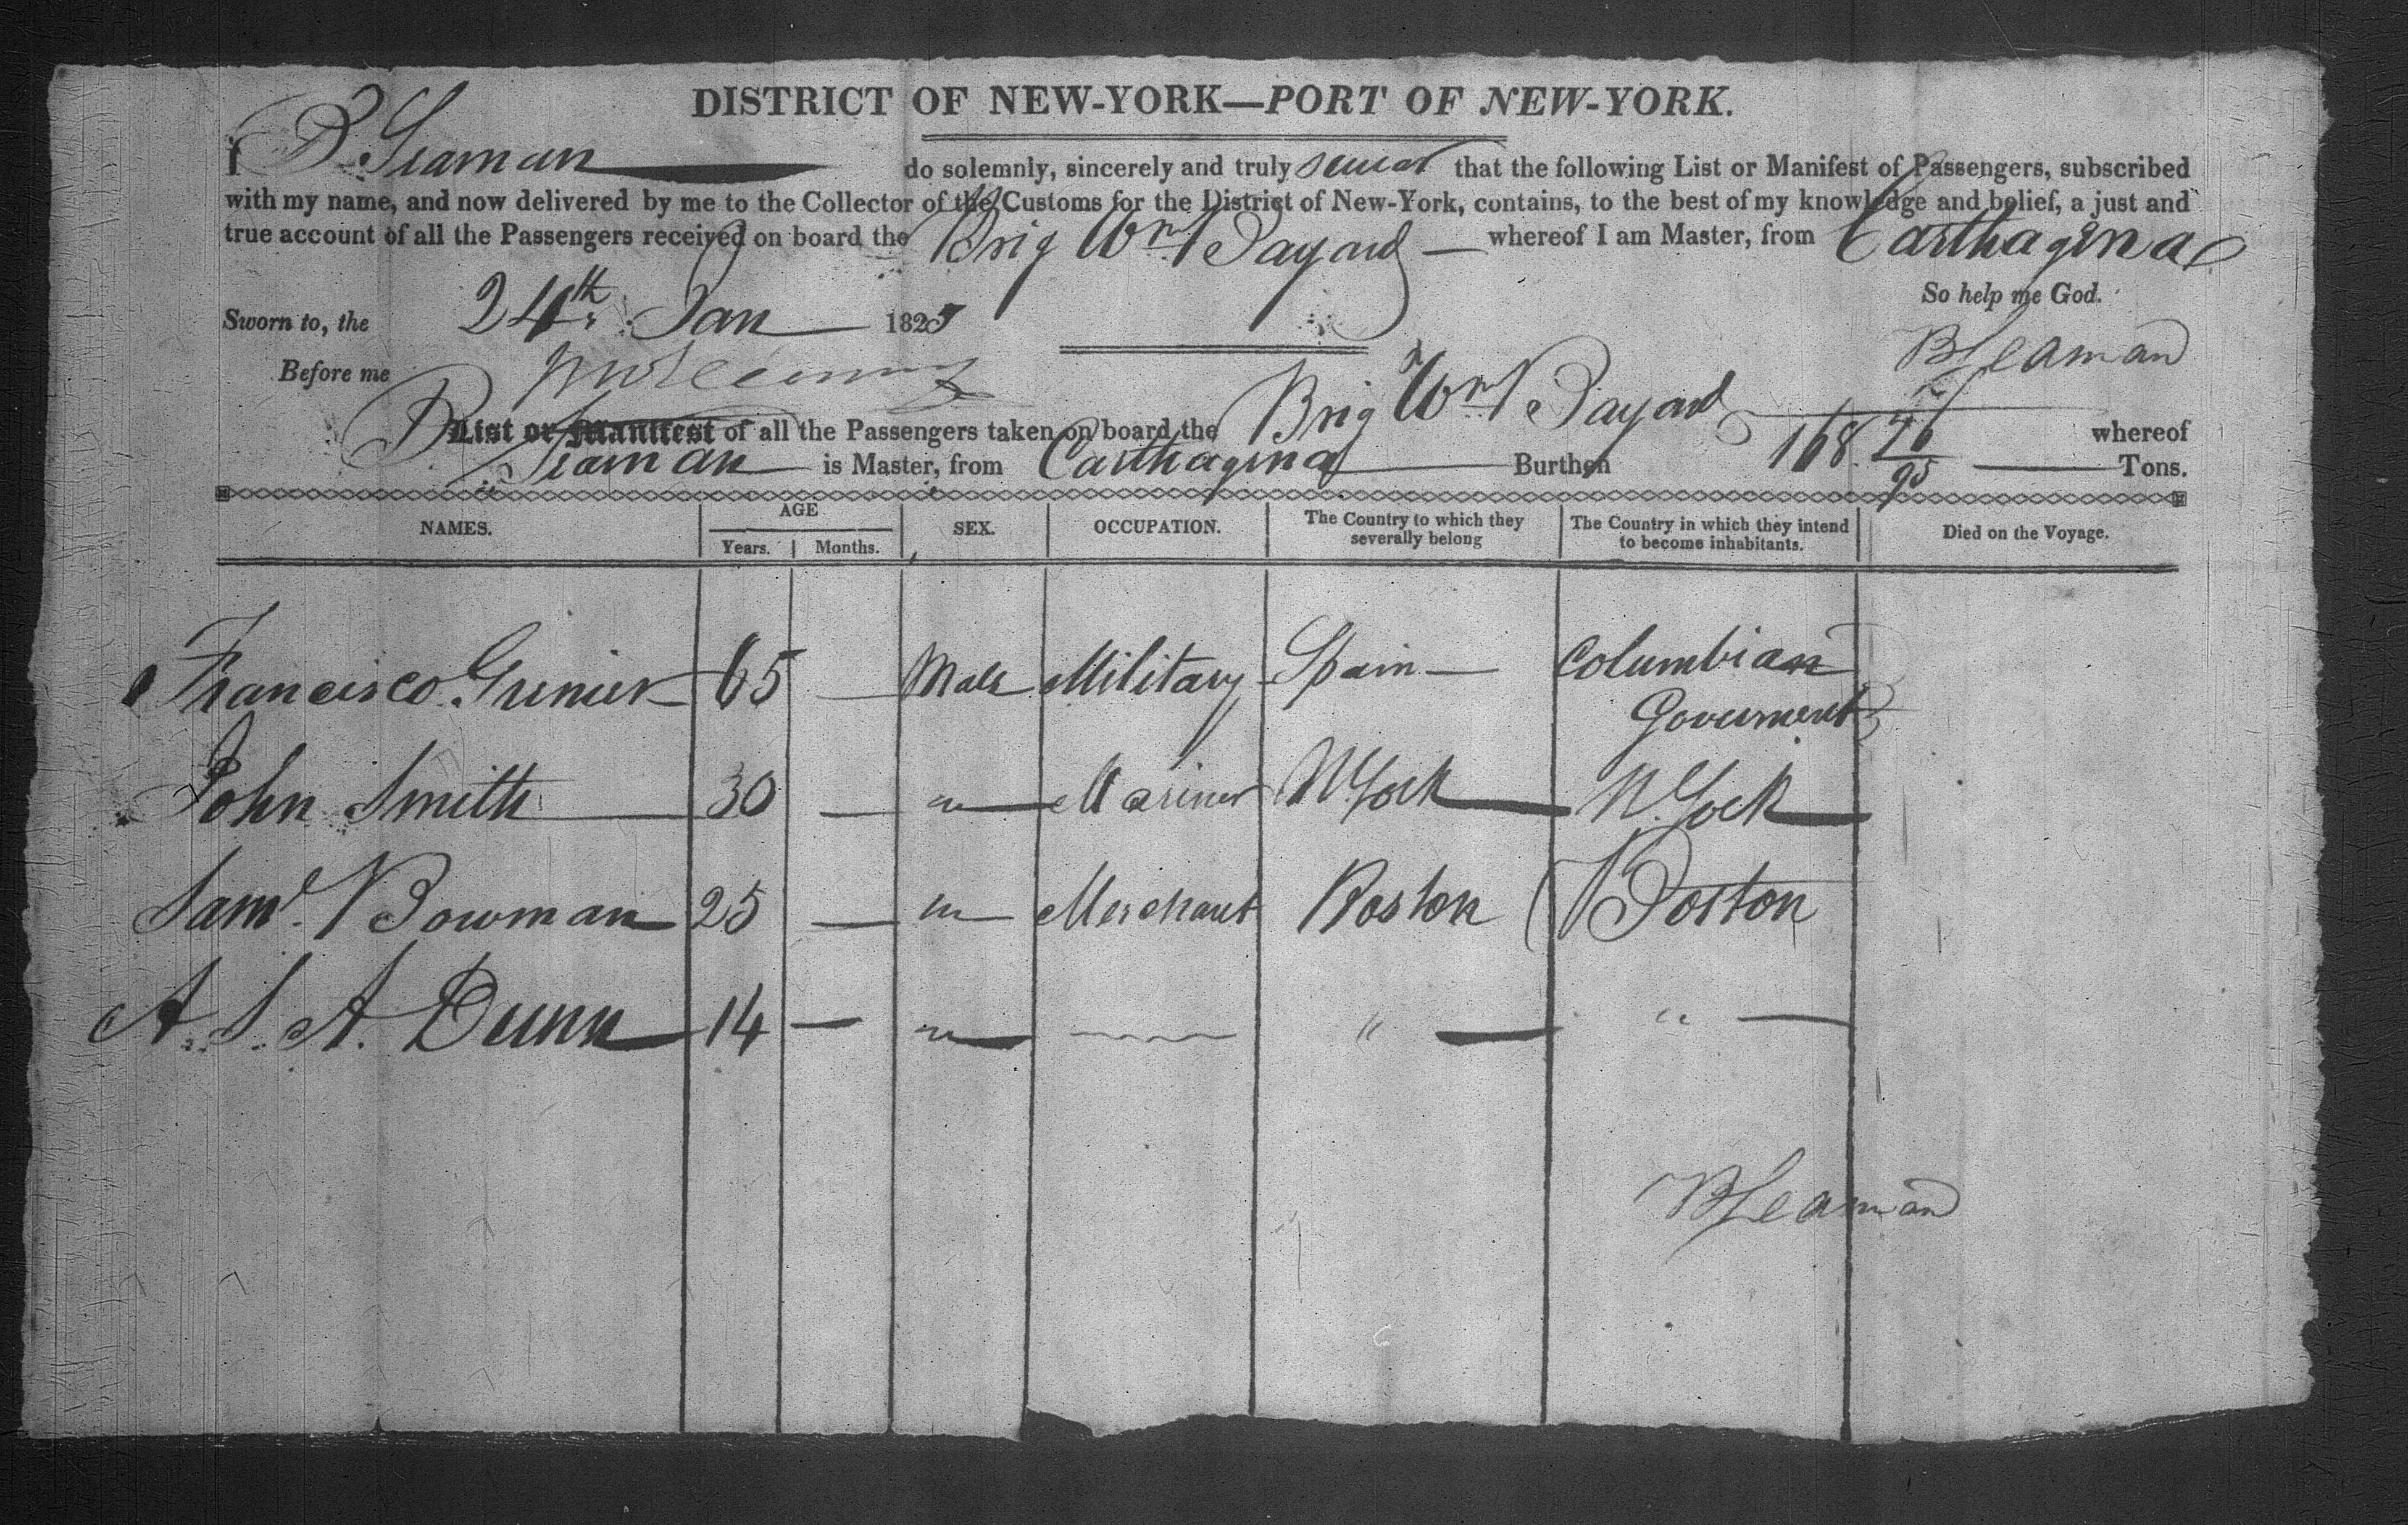 DISTRICT OF NEW-YORK—PORT OF NEW-YORK.
I B Seaman do solemnly, sincerely and truly swear that the following List or Manifest of Passengers, subscribed
with my name, and now delivered by me to the Collector of the Customs for the District of New-York, contains, to the best of my knowledge and belief, a just and
true account of all the Passengers received on board the Brig Wm Bayard whereof I am Master, from Carthagena
So help me God.
Sworn to, the 24th Jan 1825
B Seaman
Before me
List or Manifest of all the Passengers taken on board the Brig Wm Bayard whereof
B Seaman is Master, from Carthagena Burthen 168 76/95 Tons.
NAMES. AGE Years. Months. SEX. OCCUPATION. The Country to which they severally belong The Country in which they intend to become inhabitants. Died on the Voyage.
Francisco Grenier 65 — Male Military Spain — Columbian
Government
John Smith 30 — " Mariner N. York N. York
Saml. Bowman 25 — " Merchant Boston Boston
A. S. A. Dunn 14 — " " — " —
B Seaman